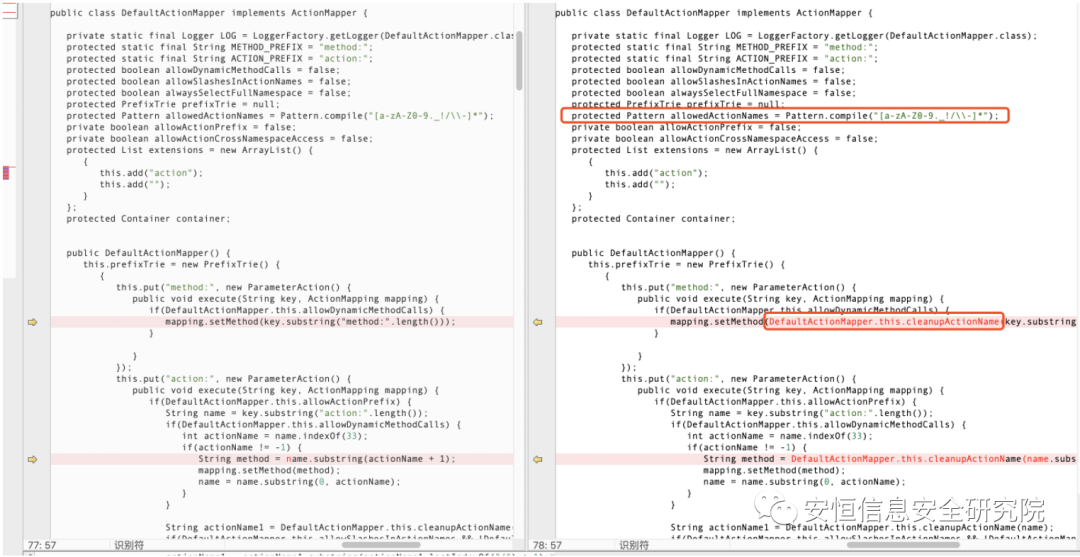 public class DefaultActionMapper implements ActionMapper {
private static final Logger LOG = LoggerFactory.getLogger(DefaultActionMapper.clas
protected static final String METHOD_PREFIX = "method:";
protected static final String ACTION_PREFIX = "action:";
protected boolean allowDynamicMethodCalls = false;
protected boolean allowSlashesInActionNames = false;
protected boolean alwaysSelectFullNamespace = false;
protected PrefixTrie prefixTrie = null;
protected Pattern allowedActionNames = Pattern.compile("[a-zA-Z0-9._!/\\-]*");
private boolean allowActionPrefix = false;
private boolean allowActionCrossNamespaceAccess = false;
protected List extensions = new ArrayList() {
{
this.add("action");
this.add("");
}
};
protected Container container;
public DefaultActionMapper() {
this.prefixTrie = new PrefixTrie() {
{
this.put("method:", new ParameterAction() {
public void execute(String key, ActionMapping mapping) {
if(DefaultActionMapper.this.allowDynamicMethodCalls) {
mapping.setMethod(key.substring("method:".length()));
}
}
});
this.put("action:", new ParameterAction() {
public void execute(String key, ActionMapping mapping) {
if(DefaultActionMapper.this.allowActionPrefix) {
String name = key.substring("action:".length());
if(DefaultActionMapper.this.allowDynamicMethodCalls) {
int actionName = name.indexOf(33);
if(actionName != -1) {
String method = name.substring(actionName + 1);
mapping.setMethod(method);
name = name.substring(0, actionName);
}
}
String actionName1 = DefaultActionMapper.this.cleanupActionName(
77: 57 识别符
public class DefaultActionMapper implements ActionMapper {
private static final Logger LOG = LoggerFactory.getLogger(DefaultActionMapper.class);
protected static final String METHOD_PREFIX = "method:";
protected static final String ACTION_PREFIX = "action:";
protected boolean allowDynamicMethodCalls = false;
protected boolean allowSlashesInActionNames = false;
protected boolean alwaysSelectFullNamespace = false;
protected PrefixTrie prefixTrie = null;
protected Pattern allowedActionNames = Pattern.compile("[a-zA-Z0-9._!/\\-]*");
private boolean allowActionPrefix = false;
private boolean allowActionCrossNamespaceAccess = false;
protected List extensions = new ArrayList() {
{
this.add("action");
this.add("");
}
};
protected Container container;
public DefaultActionMapper() {
this.prefixTrie = new PrefixTrie() {
{
this.put("method:", new ParameterAction() {
public void execute(String key, ActionMapping mapping) {
if(DefaultActionMapper.this.allowDynamicMethodCalls) {
mapping.setMethod(DefaultActionMapper.this.cleanupActionName(key.substring
}
}
});
this.put("action:", new ParameterAction() {
public void execute(String key, ActionMapping mapping) {
if(DefaultActionMapper.this.allowActionPrefix) {
String name = key.substring("action:".length());
if(DefaultActionMapper.this.allowDynamicMethodCalls) {
int actionName = name.indexOf(33);
if(actionName != -1) {
String method = DefaultActionMapper.this.cleanupActionName(name.subs
mapping.setMethod(method);
name = name.substring(0, actionName);
}
}
String actionName1 = DefaultActionMapper.this.cleanupActionName(name);
78: 57 识别符
安恒信息安全研究院